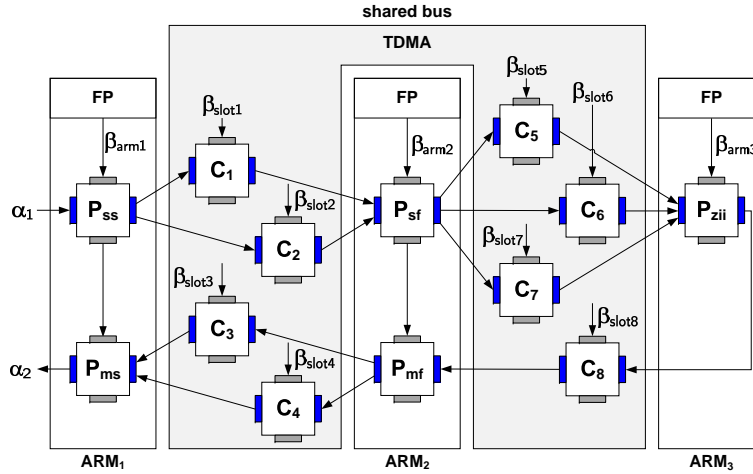 shared bus
TDMA
FP
FP
FP
βslot5
βslot6
βslot1
βarm1
βarm2
βarm3
C5
C1
βslot2
α1
Pss
Psf
C6
Pzii
C2
βslot7
βslot3
C7
C3
βslot8
βslot4
α2
Pms
Pmf
C8
C4
ARM1
ARM2
ARM3